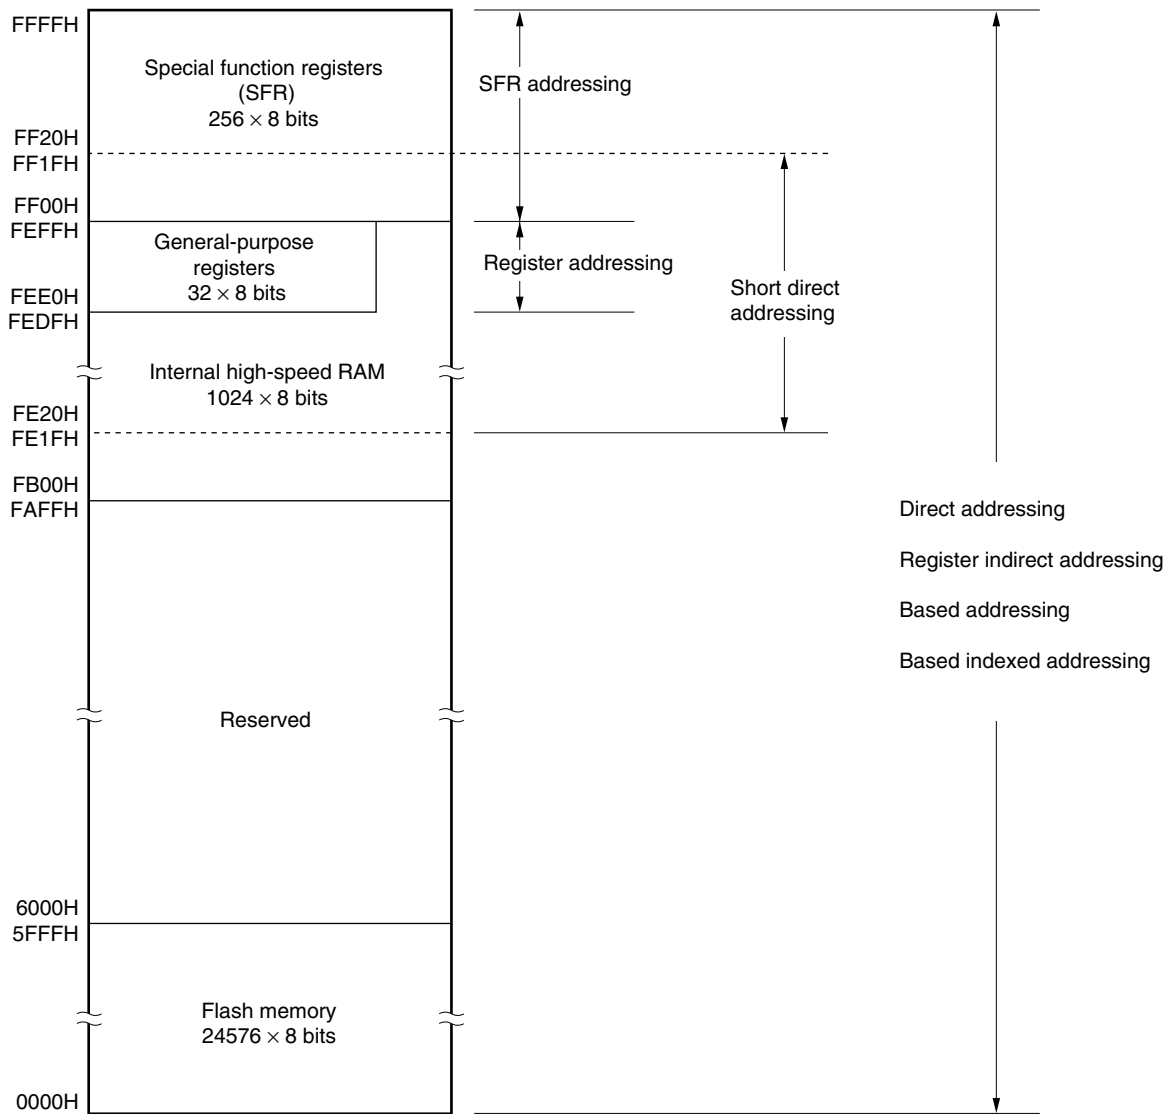 FFFFH
Special function registers
(SFR)
256 × 8 bits
SFR addressing
FF20H
FF1FH
FF00H
FEFFH
General-purpose
registers
32 × 8 bits
Register addressing
Short direct
addressing
FEE0H
FEDFH
Internal high-speed RAM
1024 × 8 bits
FE20H
FE1FH
FB00H
FAFFH
Direct addressing
Register indirect addressing
Based addressing
Based indexed addressing
Reserved
6000H
5FFFH
Flash memory
24576 × 8 bits
0000H